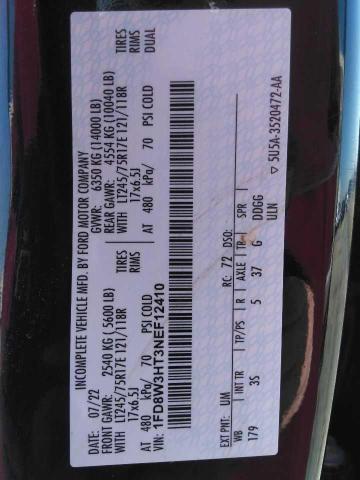 INCOMPLETE VEHICLE MFD. BY FORD MOTOR COMPANY
07/22 GVWR: 6350 KG (14000 LB)
FRONT GAWR: 2540 KG (5600 LB) REAR GAWR: 4554 KG (10040 LB)
WITH LT245/75R17E 121/118R WITH LT245/75R17E 121/118R TIRES
17x6.5J 17x6.5J RIMS
AT 480 kPa/ 70 PSI COLD AT 480 kPa/ 70 PSI COLD DUAL
VIN: 1FD8W3HT3NEF12410
TIRES
RIMS
EXT PNT: UM RC: 72 DSO:
WB INT TR TP/PS R AXLE TR SPR
179 3S 5 37 G DDGG
ULN
▽ 5U5A-3520472-AA